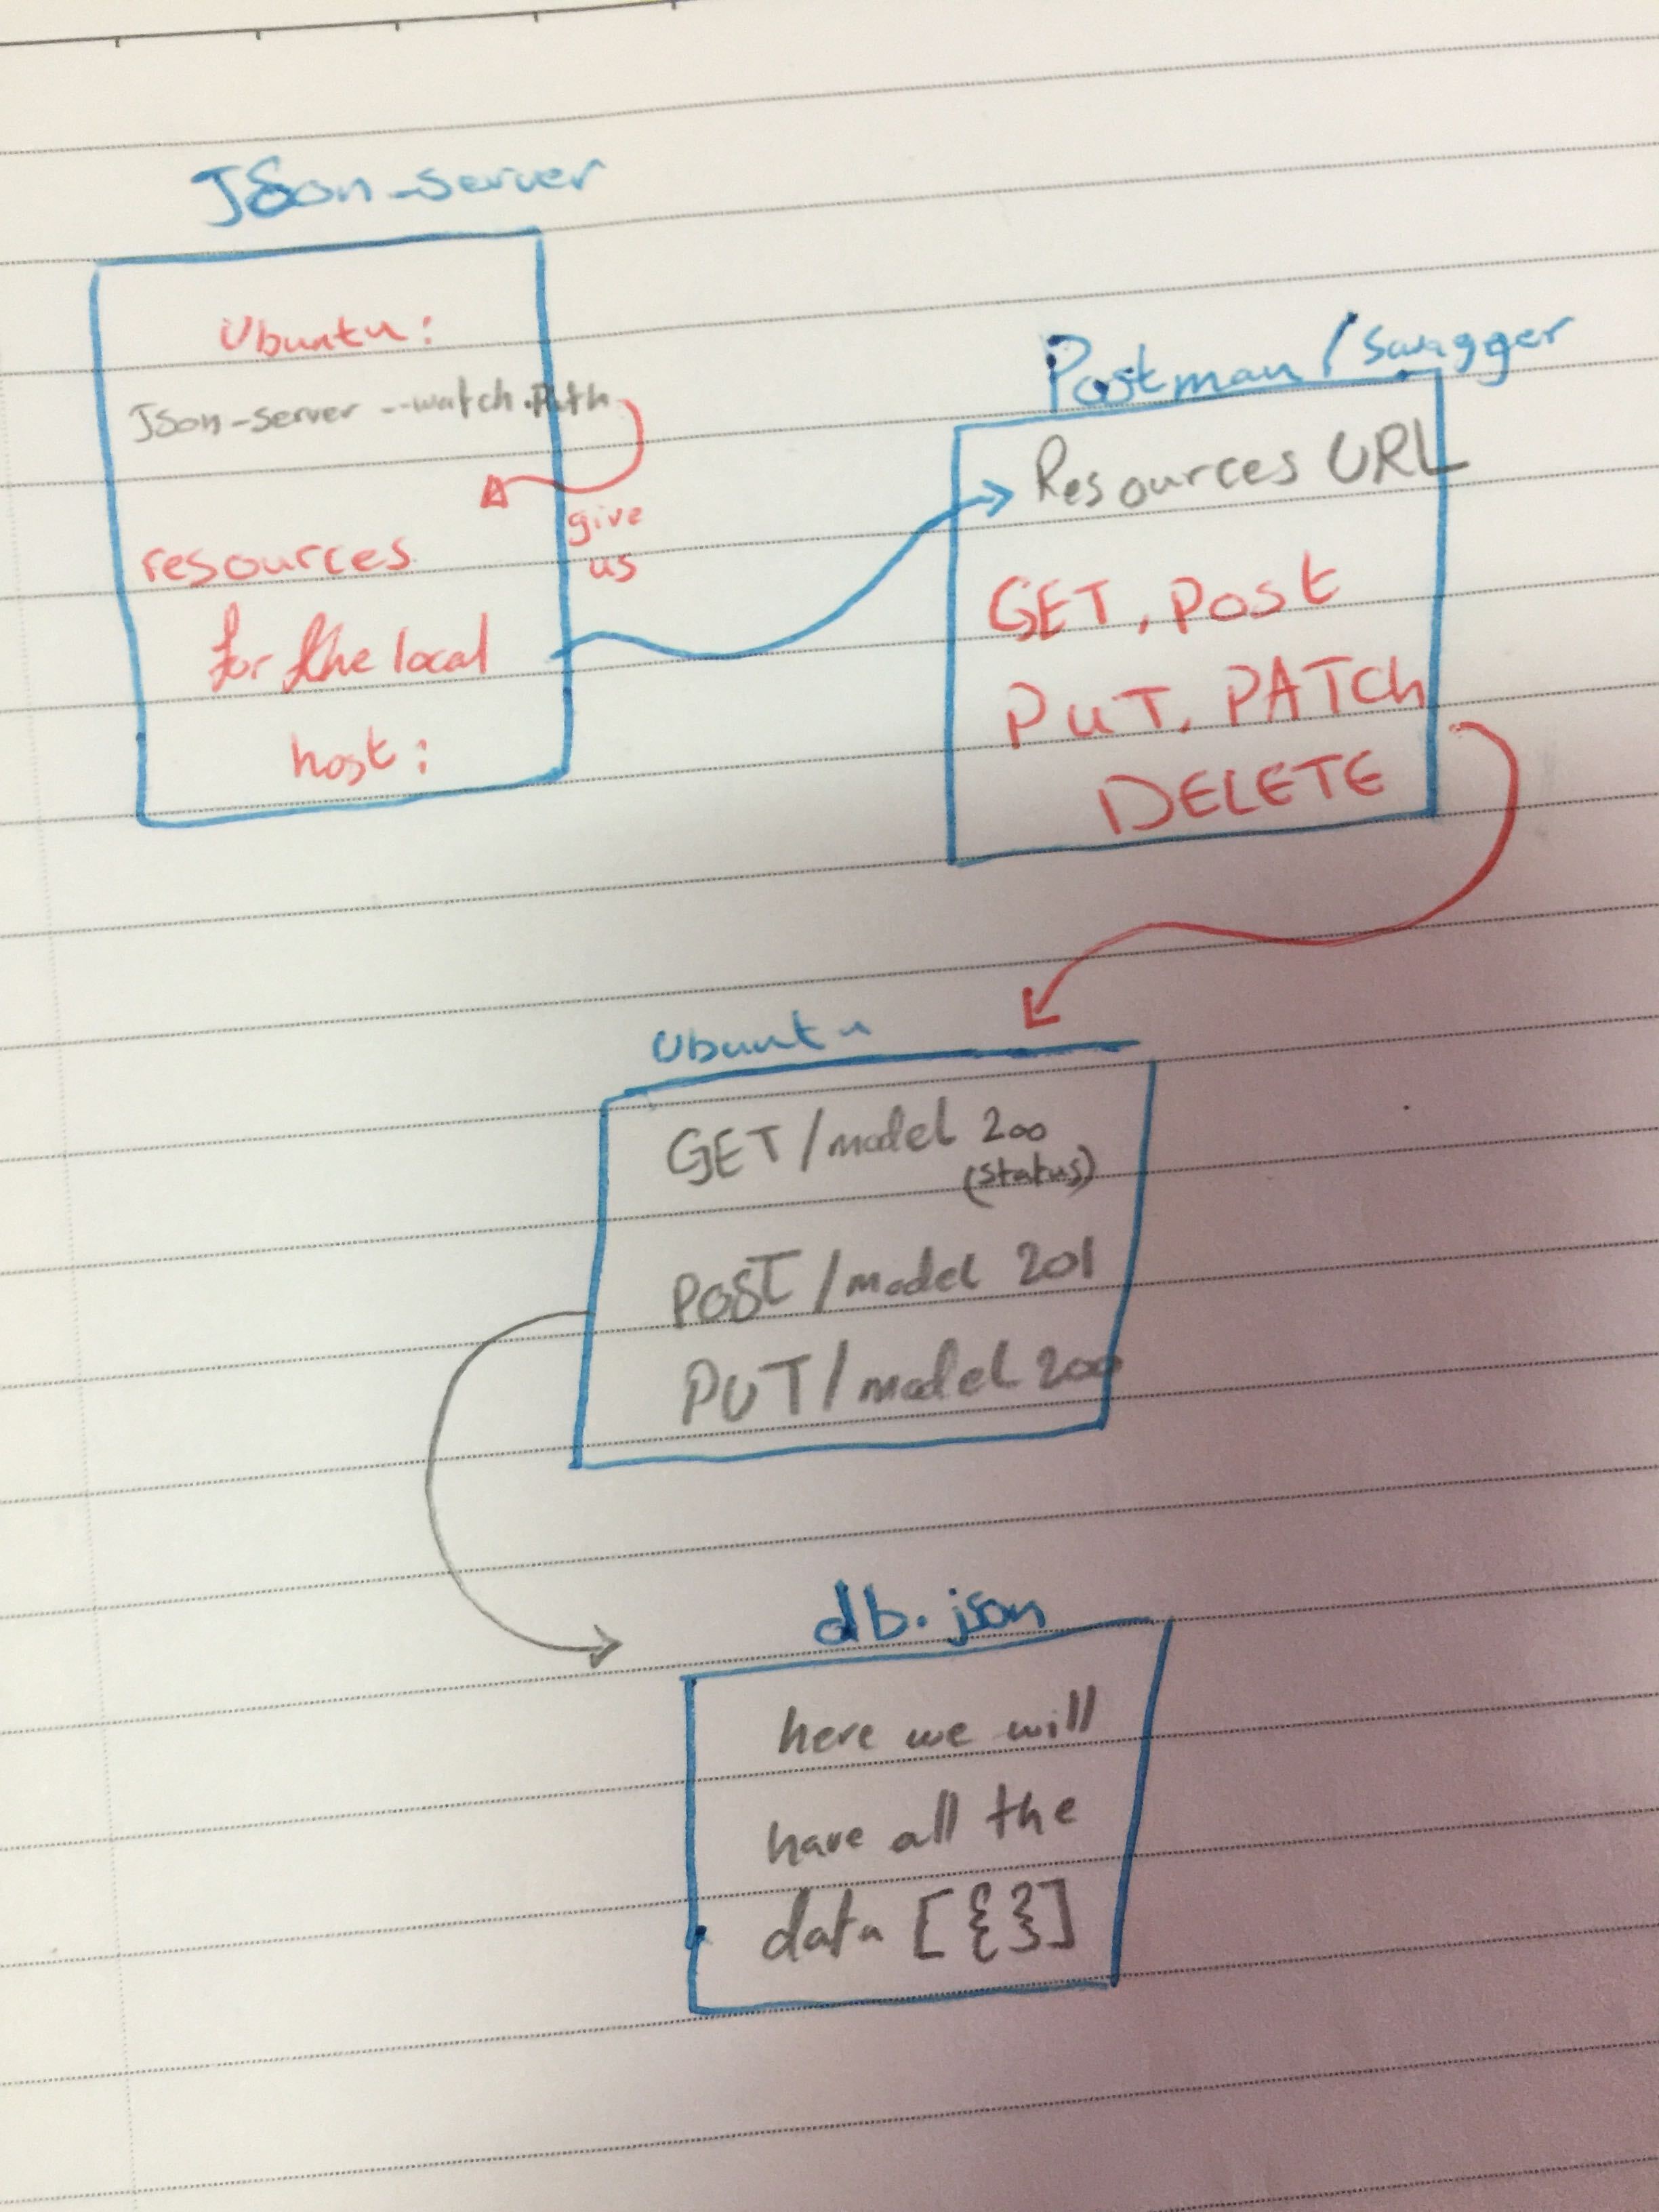 JSon-server
Ubuntu:
JSon-server --watch .Path
give
us
resources
for the local
host:
Postman/Swagger
Resources URL
GET, Post
PUT, PATCh
DELETE
Ubuntu
GET/model 200
(status)
POST/model 201
PUT/model 200
db.json
here we will
have all the
data [{}]